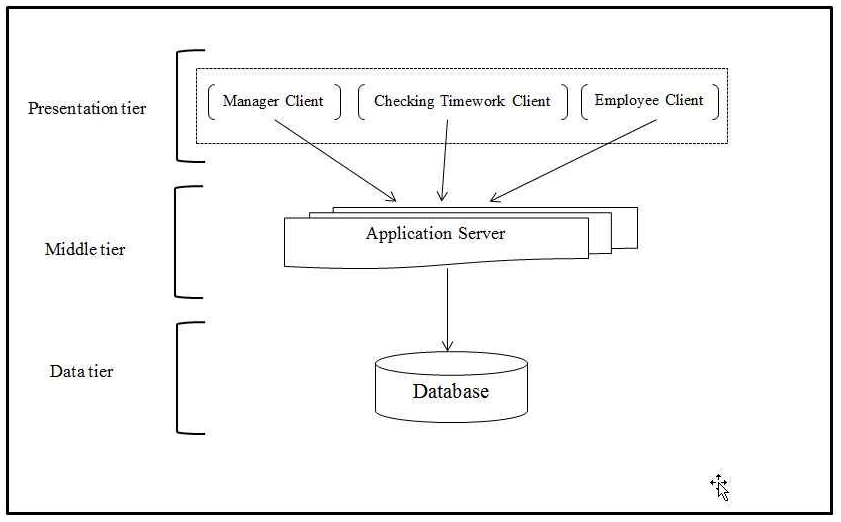 Presentation tier
Manager Client
Checking Timework Client
Employee Client
Middle tier
Application Server
Data tier
Database